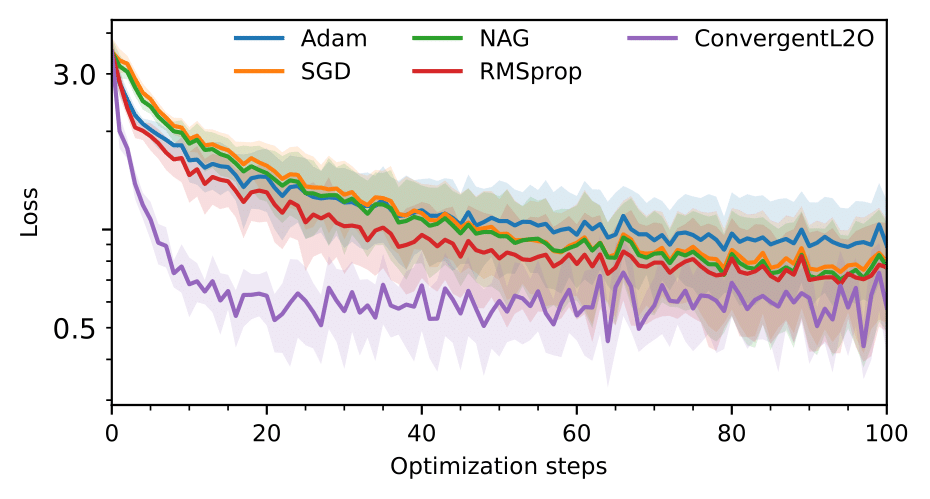 Adam NAG ConvergentL2O
SGD RMSprop
3.0
0.5
Loss
0 20 40 60 80 100
Optimization steps